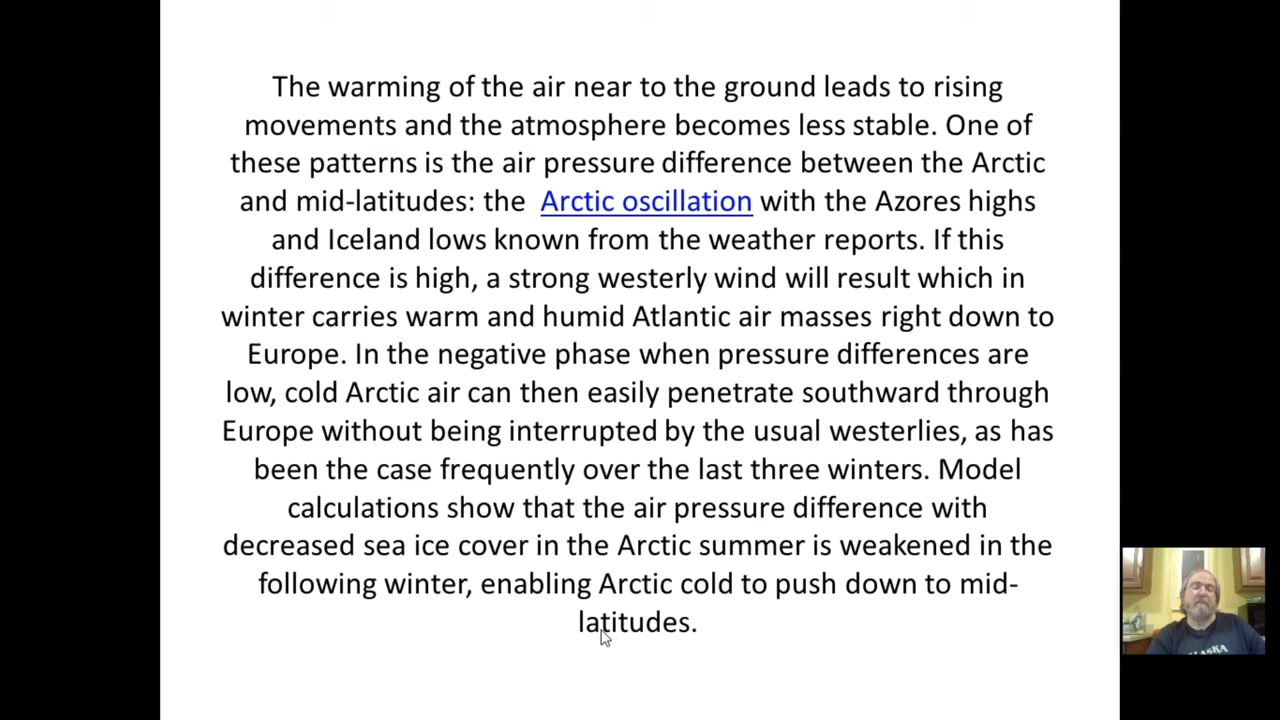 The warming of the air near to the ground leads to rising
movements and the atmosphere becomes less stable. One of
these patterns is the air pressure difference between the Arctic
and mid-latitudes: the Arctic oscillation with the Azores highs
and Iceland lows known from the weather reports. If this
difference is high, a strong westerly wind will result which in
winter carries warm and humid Atlantic air masses right down to
Europe. In the negative phase when pressure differences are
low, cold Arctic air can then easily penetrate southward through
Europe without being interrupted by the usual westerlies, as has
been the case frequently over the last three winters. Model
calculations show that the air pressure difference with
decreased sea ice cover in the Arctic summer is weakened in the
following winter, enabling Arctic cold to push down to mid-
latitudes.